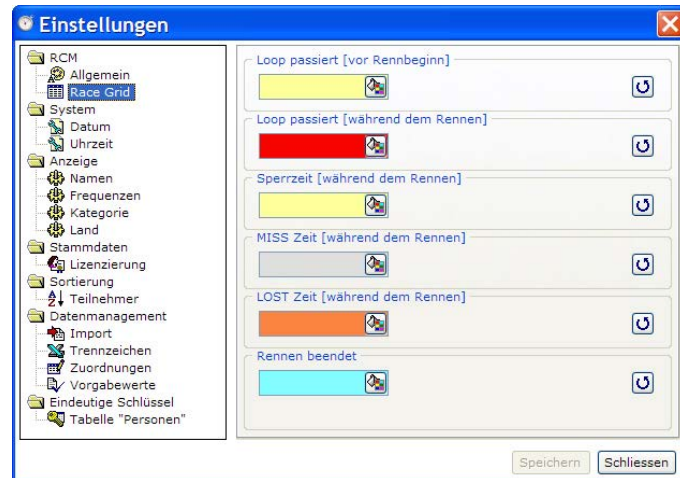 Einstellungen
RCM
Allgemein
Race Grid
System
Datum
Uhrzeit
Anzeige
Namen
Frequenzen
Kategorie
Land
Stammdaten
Lizenzierung
Sortierung
Teilnehmer
Datenmanagement
Import
Trennzeichen
Zuordnungen
Vorgabewerte
Eindeutige Schlüssel
Tabelle "Personen"
Loop passiert [vor Rennbeginn]
Loop passiert [während dem Rennen]
Sperrzeit [während dem Rennen]
MISS Zeit [während dem Rennen]
LOST Zeit [während dem Rennen]
Rennen beendet
Speichern
Schliessen